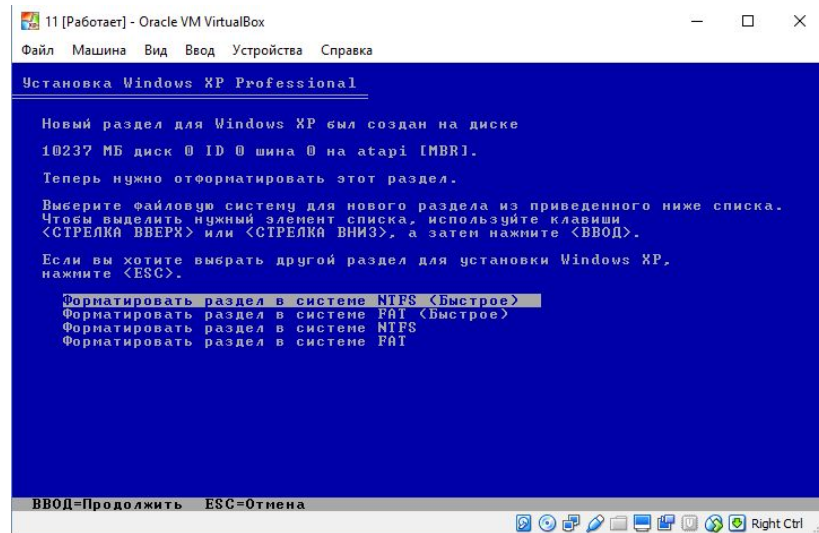 11 [Работает] - Oracle VM VirtualBox
Файл Машина Вид Ввод Устройства Справка
Установка Windows XP Professional
Новый раздел для Windows XP был создан на диске
10237 МБ диск 0 ID 0 шина 0 на atapi [MBR].
Теперь нужно отформатировать этот раздел.
Выберите файловую систему для нового раздела из приведенного ниже списка.
Чтобы выделить нужный элемент списка, используйте клавиши
<СТРЕЛКА ВВЕРХ> или <СТРЕЛКА ВНИЗ>, а затем нажмите <ВВОД>.
Если вы хотите выбрать другой раздел для установки Windows XP,
нажмите <ESC>.
Форматировать раздел в системе NTFS (Быстрое)
Форматировать раздел в системе FAT (Быстрое)
Форматировать раздел в системе NTFS
Форматировать раздел в системе FAT
ВВОД=Продолжить ESC=Отмена
Right Ctrl